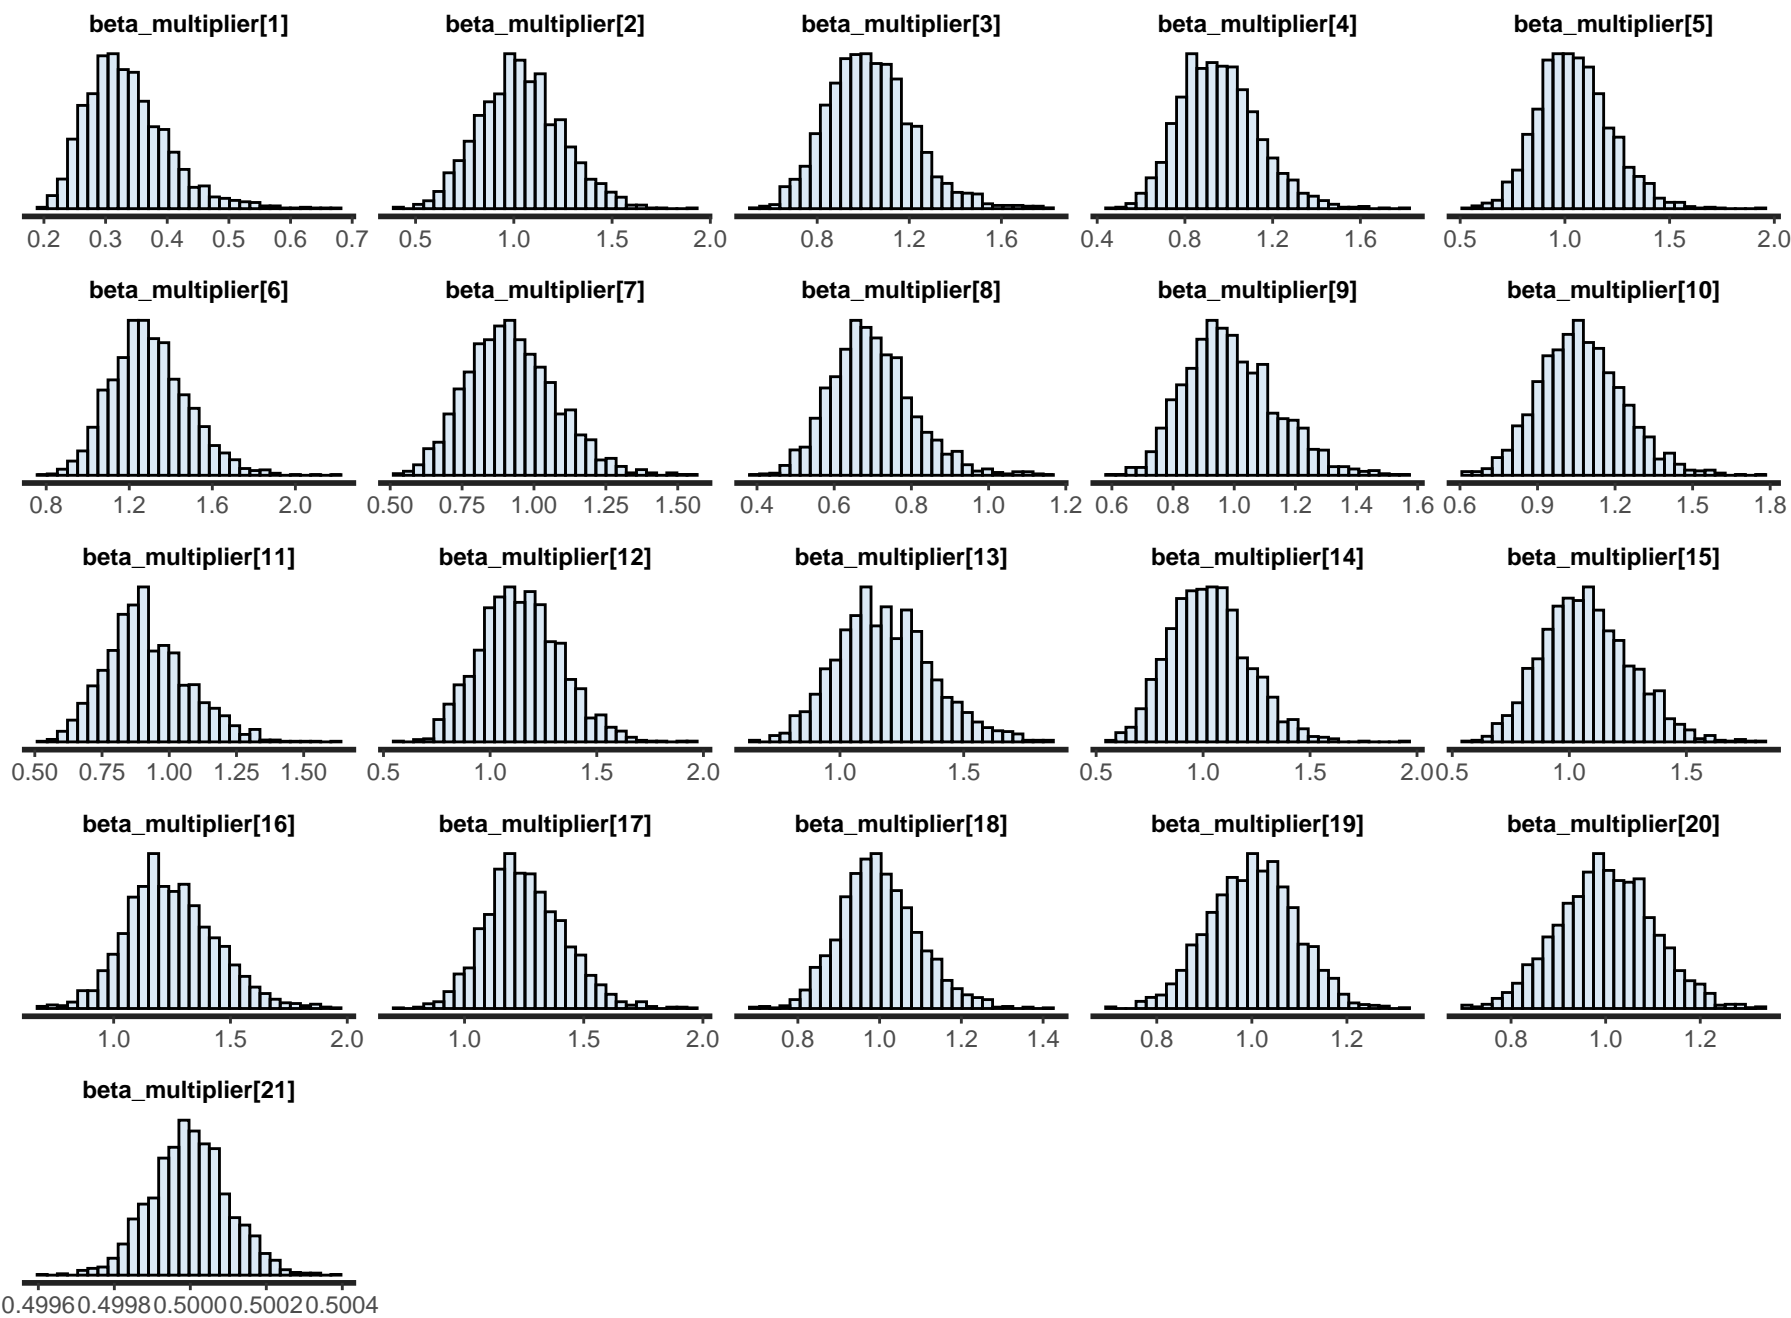 beta_multiplier[1] beta_multiplier[2] beta_multiplier[3] beta_multiplier[4] beta_multiplier[5]
0.2 0.3 0.4 0.5 0.6 0.7 0.5 1.0 1.5 2.0 0.8 1.2 1.6 0.4 0.8 1.2 1.6 0.5 1.0 1.5 2.0
beta_multiplier[6] beta_multiplier[7] beta_multiplier[8] beta_multiplier[9] beta_multiplier[10]
0.8 1.2 1.6 2.0 0.50 0.75 1.00 1.25 1.50 0.4 0.6 0.8 1.0 1.2 0.6 0.8 1.0 1.2 1.4 1.6 0.6 0.9 1.2 1.5 1.8
beta_multiplier[11] beta_multiplier[12] beta_multiplier[13] beta_multiplier[14] beta_multiplier[15]
0.50 0.75 1.00 1.25 1.50 0.5 1.0 1.5 2.0 1.0 1.5 0.5 1.0 1.5 2.0 0.5 1.0 1.5
beta_multiplier[16] beta_multiplier[17] beta_multiplier[18] beta_multiplier[19] beta_multiplier[20]
1.0 1.5 2.0 1.0 1.5 2.0 0.8 1.0 1.2 1.4 0.8 1.0 1.2 0.8 1.0 1.2
beta_multiplier[21]
0.4996 0.4998 0.5000 0.5002 0.5004